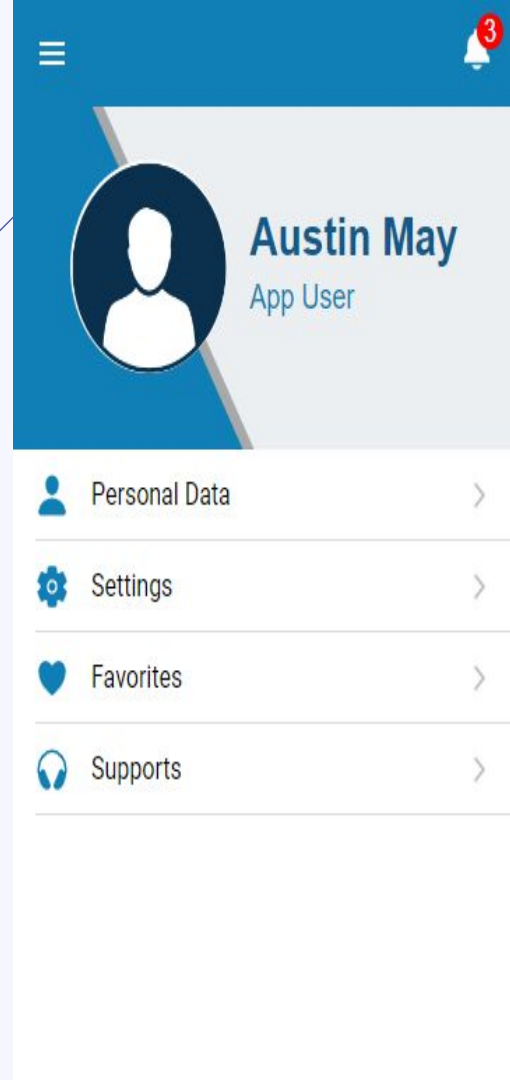 3
Austin May
App User
Personal Data
Settings
Favorites
Supports